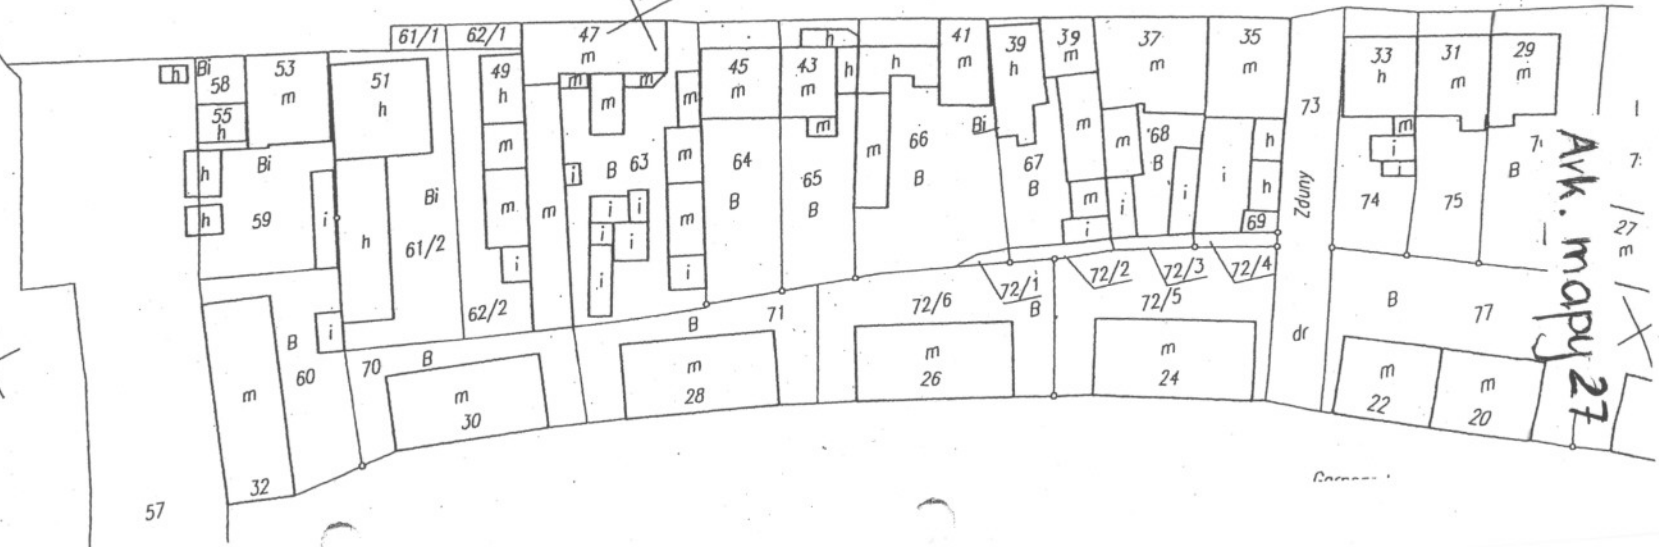 61/1 62/1 47 m
41 m 39 h 39 m 37 m 35 m
33 h 31 m 29 m
h Bi 58 53 m 51 h 49 h
m m m m
45 m 43 m h h h
55 h
m m
Bi 66 m m 68 B h
73
m i
h Bi Bi m
i B 63 m 64 B 65 B m B 67 B
i i h
74 75 B
h 59 i h 61/2 m
i i i i m i
m i i 69
Zduny
27 m
i i
62/2
72/1 72/2 72/3 72/4
B 60 i 70 B B 71 72/6 B 72/5 dr B 77
m m 30 m 28 m 26 m 24 m 22 m 20
32
57
Ark. mapy 27